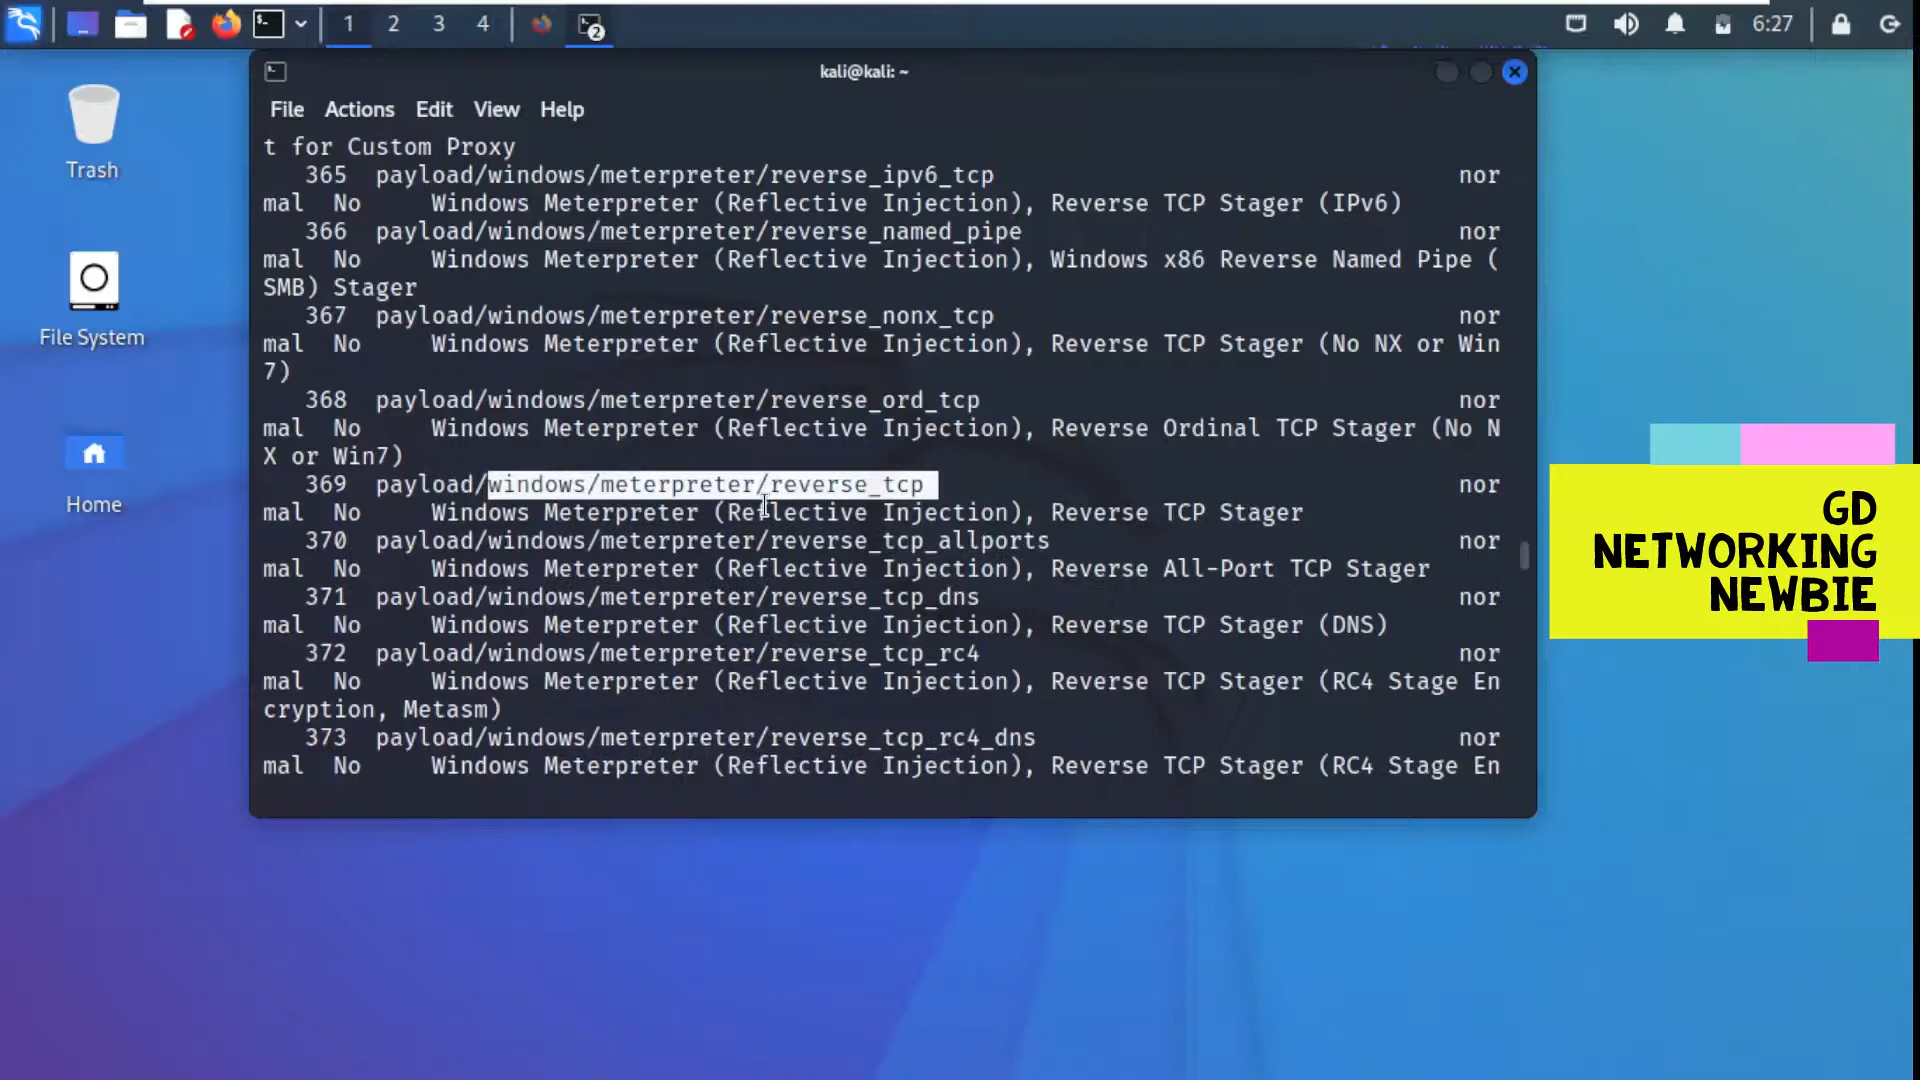 1 2 3 4 2 6:27
kali@kali: ~
File Actions Edit View Help
Trash
File System
Home
t for Custom Proxy
365 payload/windows/meterpreter/reverse_ipv6_tcp nor
mal No Windows Meterpreter (Reflective Injection), Reverse TCP Stager (IPv6)
366 payload/windows/meterpreter/reverse_named_pipe nor
mal No Windows Meterpreter (Reflective Injection), Windows x86 Reverse Named Pipe (
SMB) Stager
367 payload/windows/meterpreter/reverse_nonx_tcp nor
mal No Windows Meterpreter (Reflective Injection), Reverse TCP Stager (No NX or Win
7)
368 payload/windows/meterpreter/reverse_ord_tcp nor
mal No Windows Meterpreter (Reflective Injection), Reverse Ordinal TCP Stager (No N
X or Win7)
369 payload/windows/meterpreter/reverse_tcp nor
mal No Windows Meterpreter (Reflective Injection), Reverse TCP Stager
370 payload/windows/meterpreter/reverse_tcp_allports nor
mal No Windows Meterpreter (Reflective Injection), Reverse All-Port TCP Stager
371 payload/windows/meterpreter/reverse_tcp_dns nor
mal No Windows Meterpreter (Reflective Injection), Reverse TCP Stager (DNS)
372 payload/windows/meterpreter/reverse_tcp_rc4 nor
mal No Windows Meterpreter (Reflective Injection), Reverse TCP Stager (RC4 Stage En
cryption, Metasm)
373 payload/windows/meterpreter/reverse_tcp_rc4_dns nor
mal No Windows Meterpreter (Reflective Injection), Reverse TCP Stager (RC4 Stage En
GD
NETWORKING
NEWBIE